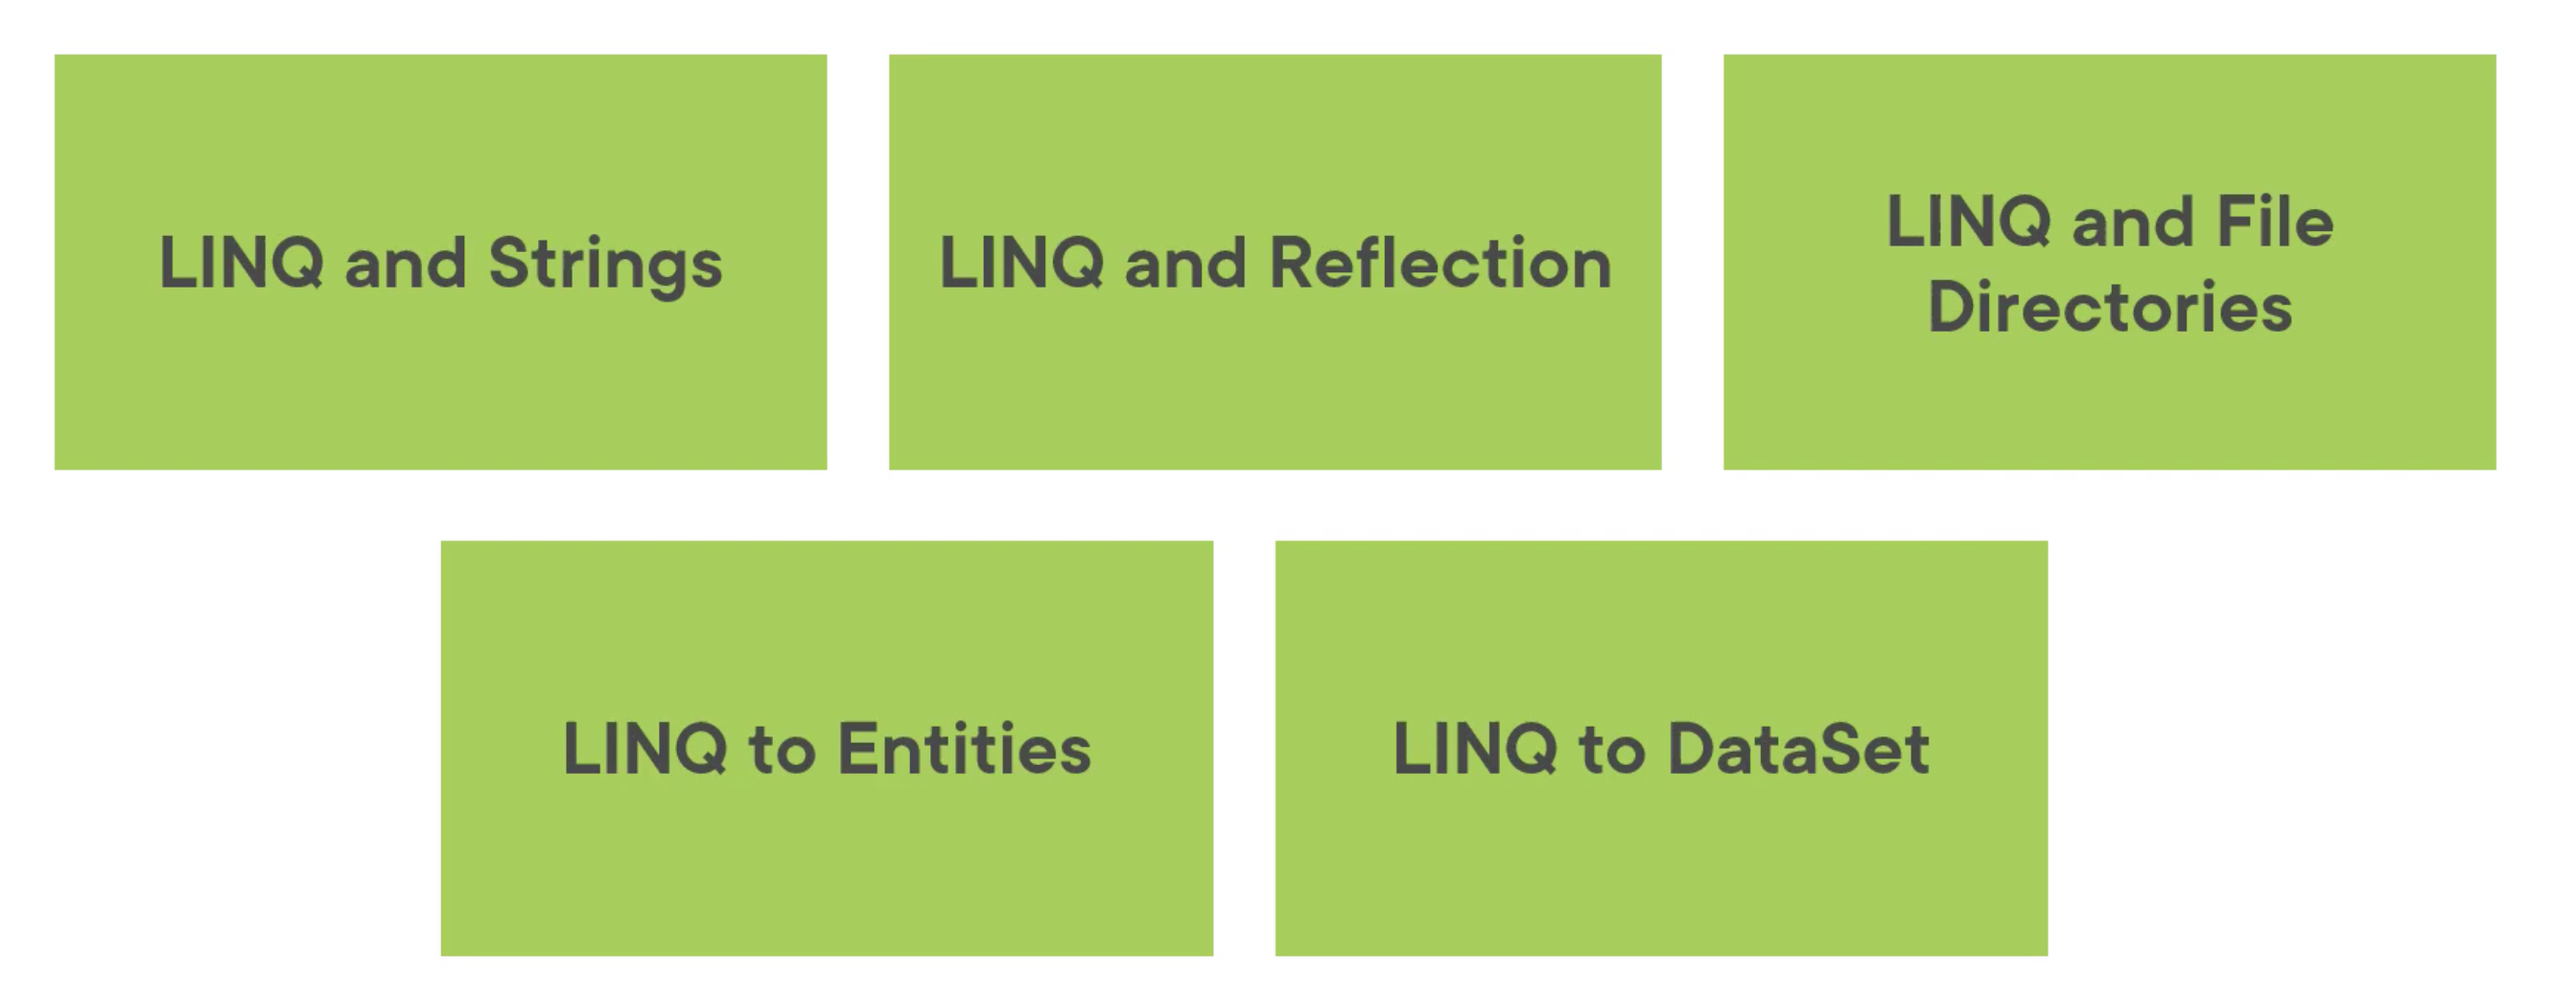 LINQ and Strings
LINQ and Reflection
LINQ and File
Directories
LINQ to Entities
LINQ to DataSet